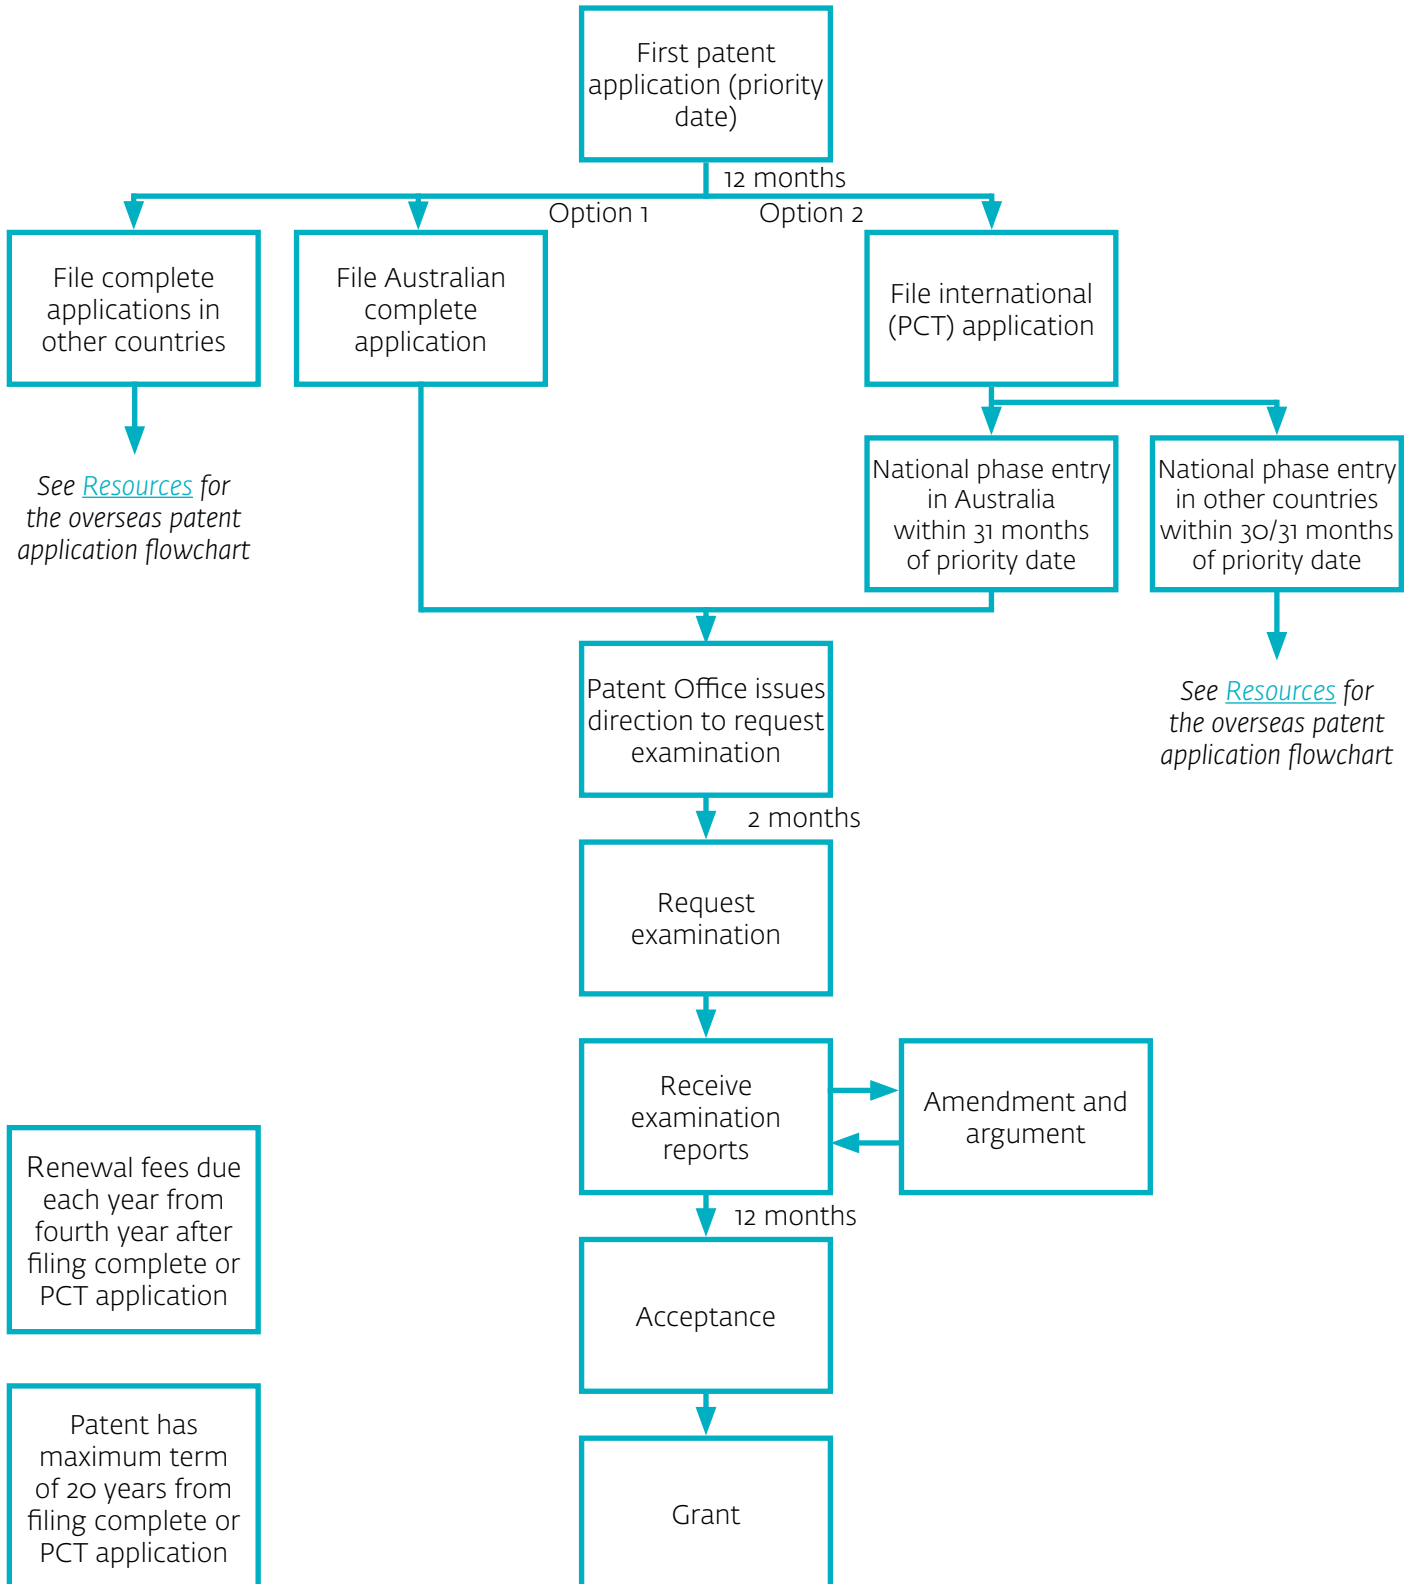 First patent
application (priority
date)
12 months
Option 1
Option 2
File complete
applications in
other countries
File Australian
complete
application
File international
(PCT) application
See Resources for
the overseas patent
application flowchart
National phase entry
in Australia
within 31 months
of priority date
National phase entry
in other countries
within 30/31 months
of priority date
See Resources for
the overseas patent
application flowchart
Patent Office issues
direction to request
examination
2 months
Request
examination
Receive
examination
reports
Amendment and
argument
12 months
Renewal fees due
each year from
fourth year after
filing complete or
PCT application
Acceptance
Patent has
maximum term
of 20 years from
filing complete or
PCT application
Grant